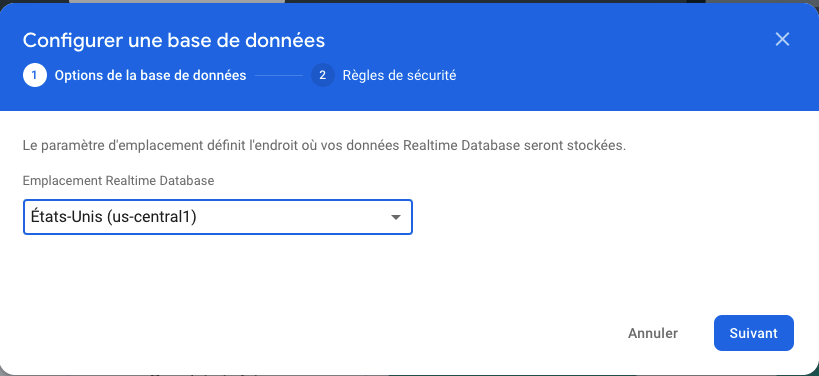 Configurer une base de données
1 Options de la base de données 2 Règles de sécurité
Le paramètre d'emplacement définit l'endroit où vos données Realtime Database seront stockées.
Emplacement Realtime Database
États-Unis (us-central1)
Annuler Suivant